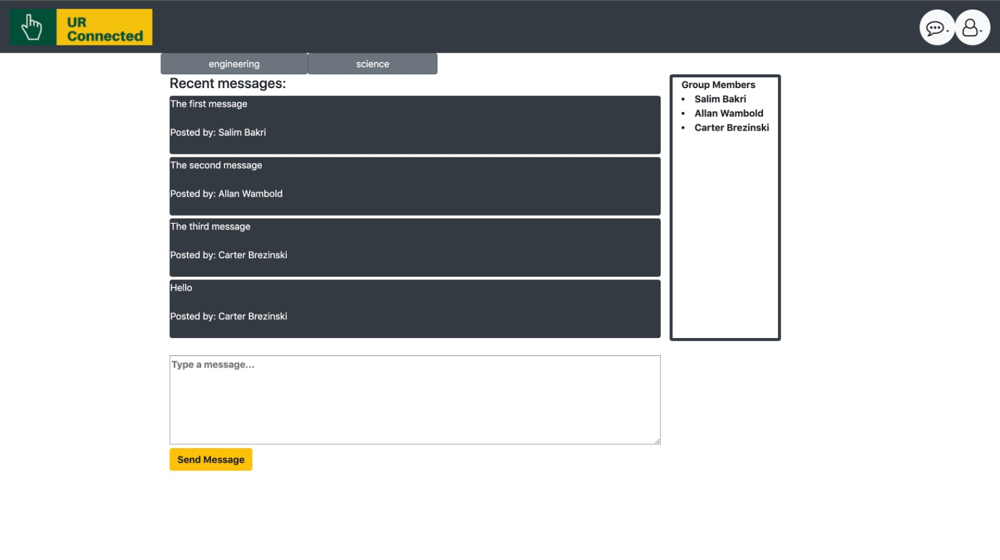 UR
Connected
engineering
science
Recent messages:
The first message
Posted by: Salim Bakri
The second message
Posted by: Allan Wambold
The third message
Posted by: Carter Brezinski
Hello
Posted by: Carter Brezinski
Type a message...
Send Message
Group Members
• Salim Bakri
• Allan Wambold
• Carter Brezinski